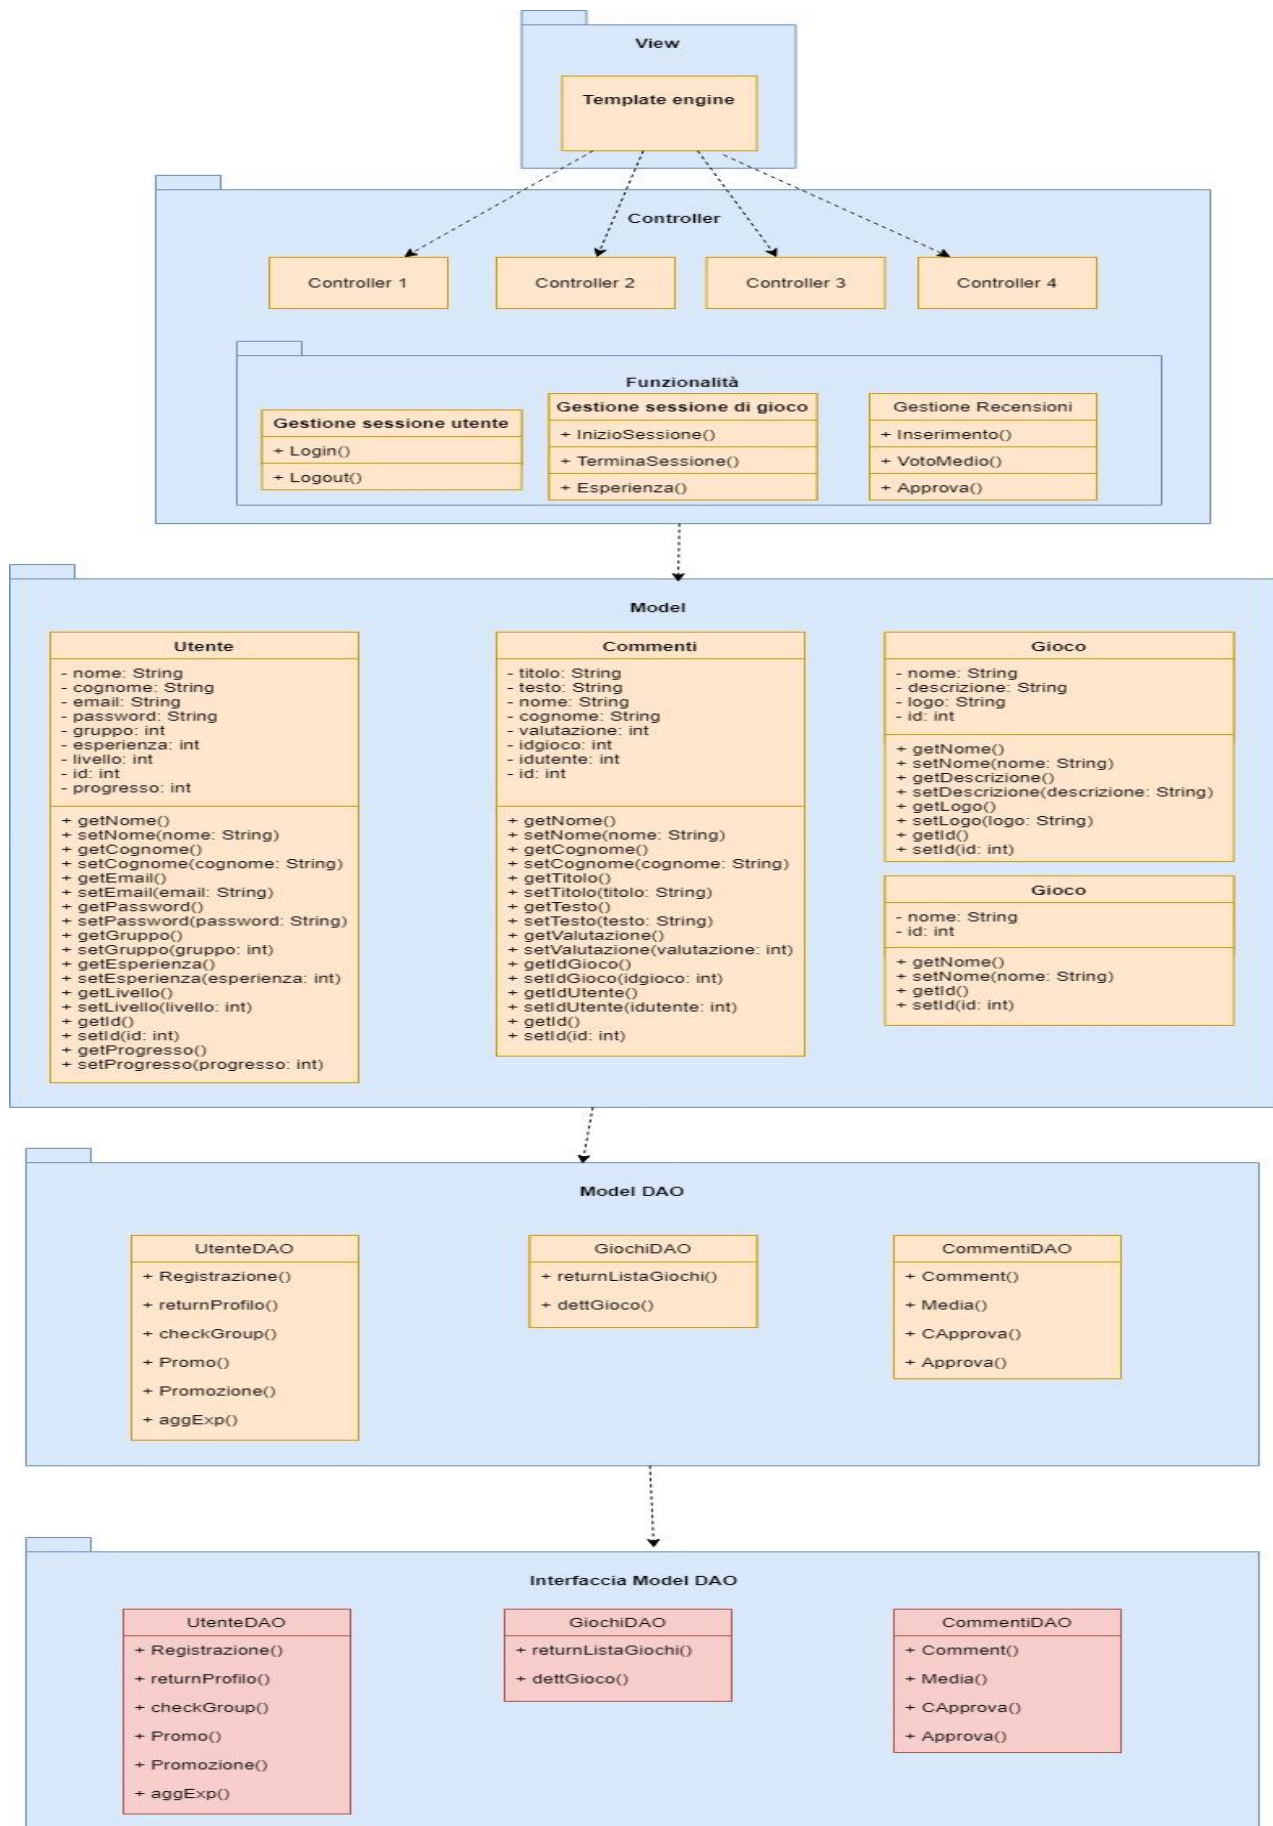 View
Template engine
Controller
Controller 1
Controller 2
Controller 3
Controller 4
Funzionalità
Gestione sessione utente
+ Login()
+ Logout()
Gestione sessione di gioco
+ InizioSessione()
+ TerminaSessione()
+ Esperienza()
Gestione Recensioni
+ Inserimento()
+ VotoMedio()
+ Approva()
Model
Utente
- nome: String
- cognome: String
- email: String
- password: String
- gruppo: int
- esperienza: int
- livello: int
- id: int
- progresso: int
+ getNome()
+ setNome(nome: String)
+ getCognome()
+ setCognome(cognome: String)
+ getEmail()
+ setEmail(email: String)
+ getPassword()
+ setPassword(password: String)
+ getGruppo()
+ setGruppo(gruppo: int)
+ getEsperienza()
+ setEsperienza(esperienza: int)
+ getLivello()
+ setLivello(livello: int)
+ getId()
+ setId(id: int)
+ getProgresso()
+ setProgresso(progresso: int)
Commenti
- titolo: String
- testo: String
- nome: String
- cognome: String
- valutazione: int
- idgioco: int
- idutente: int
- id: int
+ getNome()
+ setNome(nome: String)
+ getCognome()
+ setCognome(cognome: String)
+ getTitolo()
+ setTitolo(titolo: String)
+ getTesto()
+ setTesto(testo: String)
+ getValutazione()
+ setValutazione(valutazione: int)
+ getIdGioco()
+ setIdGioco(idgioco: int)
+ getIdUtente()
+ setIdUtente(idutente: int)
+ getId()
+ setId(id: int)
Gioco
- nome: String
- descrizione: String
- logo: String
- id: int
+ getNome()
+ setNome(nome: String)
+ getDescrizione()
+ setDescrizione(descrizione: String)
+ getLogo()
+ setLogo(logo: String)
+ getId()
+ setId(id: int)
Gioco
- nome: String
- id: int
+ getNome()
+ setNome(nome: String)
+ getId()
+ setId(id: int)
Model DAO
UtenteDAO
+ Registrazione()
+ returnProfilo()
+ checkGroup()
+ Promo()
+ Promozione()
+ aggExp()
GiochiDAO
+ returnListaGiochi()
+ dettGioco()
CommentiDAO
+ Comment()
+ Media()
+ CApprova()
+ Approva()
Interfaccia Model DAO
UtenteDAO
+ Registrazione()
+ returnProfilo()
+ checkGroup()
+ Promo()
+ Promozione()
+ aggExp()
GiochiDAO
+ returnListaGiochi()
+ dettGioco()
CommentiDAO
+ Comment()
+ Media()
+ CApprova()
+ Approva()